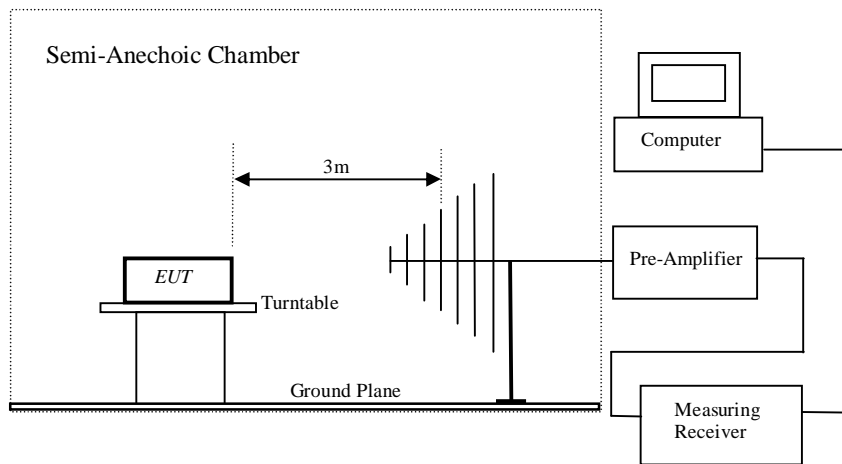 Semi-Anechoic Chamber
Computer
3m
Pre-Amplifier
EUT
Turntable
Ground Plane
Measuring
Receiver